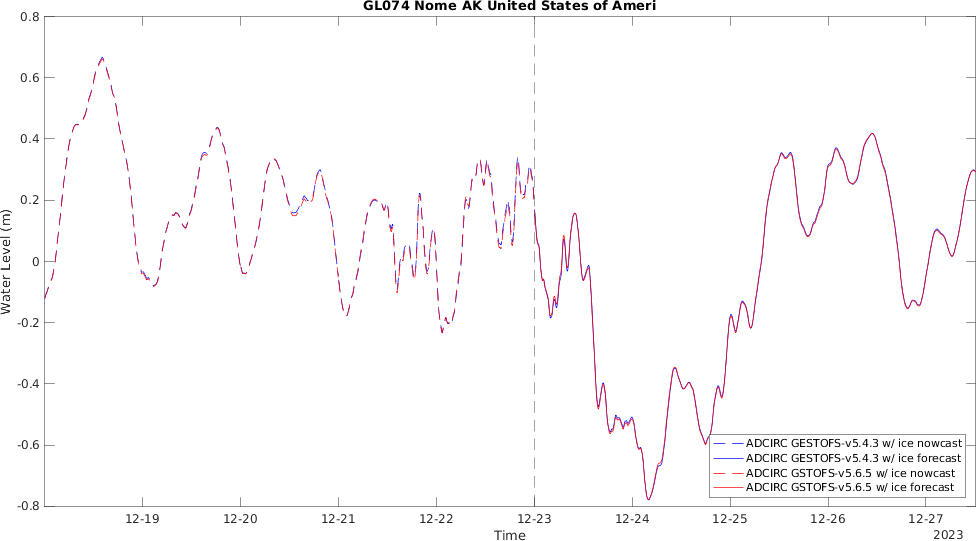 GL074 Nome AK United States of Ameri
0.8
0.6
0.4
0.2
0
-0.2
-0.4
-0.6
-0.8
Water Level (m)
12-19 12-20 12-21 12-22 12-23 12-24 12-25 12-26 12-27
Time
2023
ADCIRC GESTOFS-v5.4.3 w/ ice nowcast
ADCIRC GESTOFS-v5.4.3 w/ ice forecast
ADCIRC GSTOFS-v5.6.5 w/ ice nowcast
ADCIRC GSTOFS-v5.6.5 w/ ice forecast